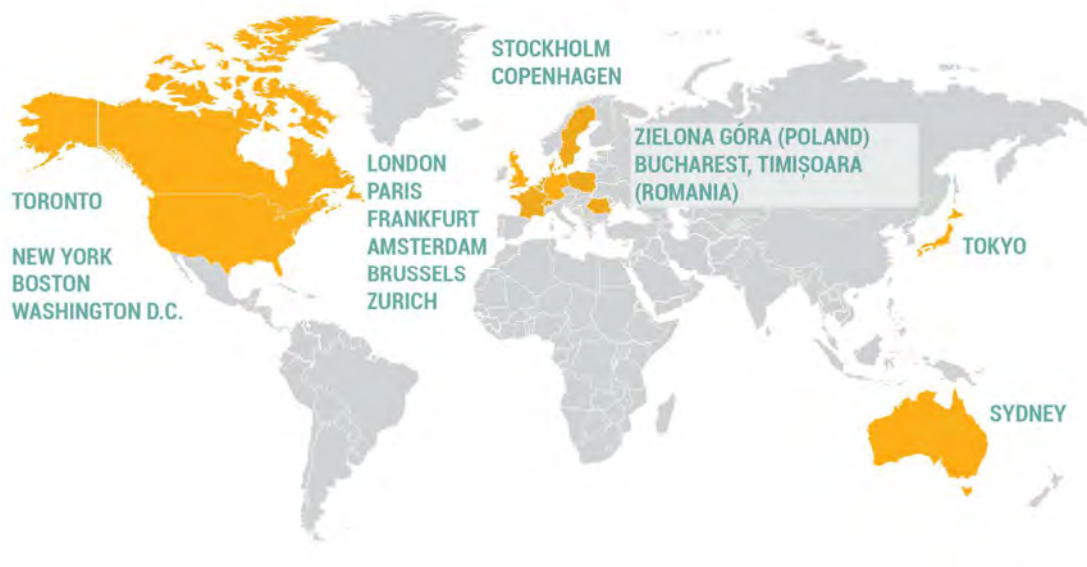 STOCKHOLM
COPENHAGEN
ZIELONA GÓRA (POLAND)
BUCHAREST, TIMIȘOARA
(ROMANIA)
LONDON
PARIS
FRANKFURT
AMSTERDAM
BRUSSELS
ZURICH
TORONTO
NEW YORK
BOSTON
WASHINGTON D.C.
TOKYO
SYDNEY